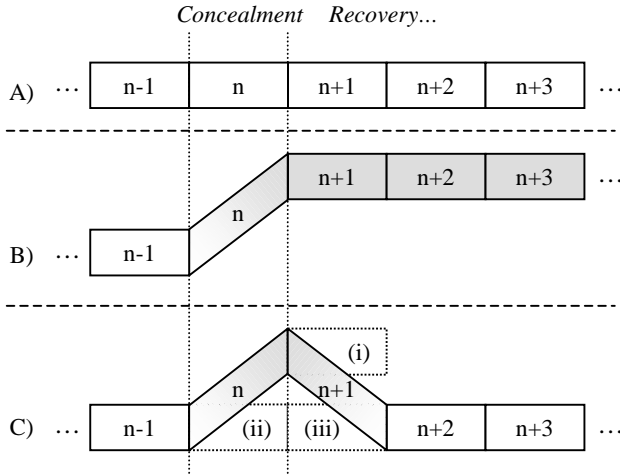 Concealment Recovery…
A) … n-1 n n+1 n+2 n+3 …
n+1 n+2 n+3 …
n
B) … n-1
(i)
n n+1
C) … n-1 (ii) (iii) n+2 n+3 …